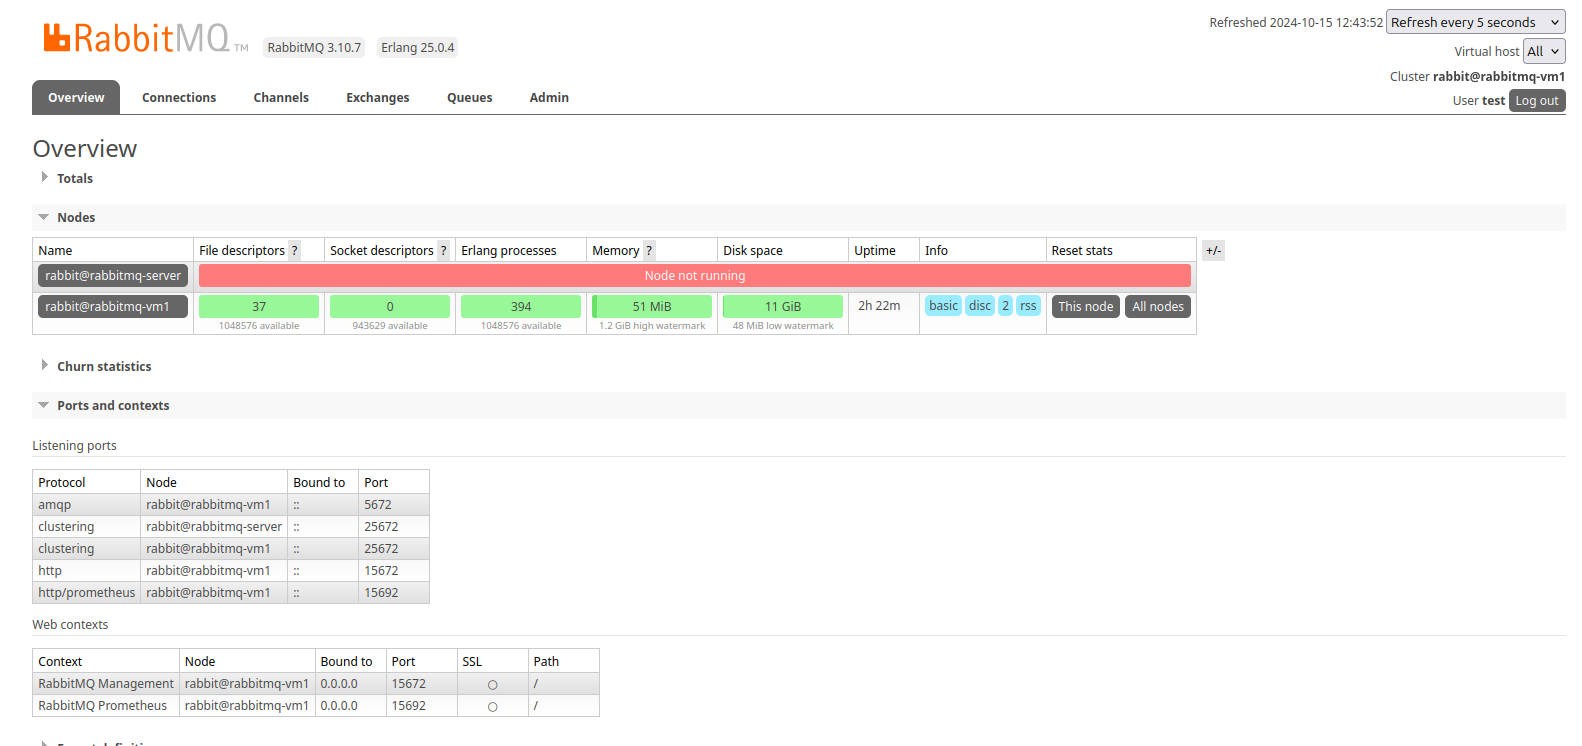 RabbitMQ TM RabbitMQ 3.10.7 Erlang 25.0.4
Refreshed 2024-10-15 12:43:52 Refresh every 5 seconds
Virtual host All
Cluster rabbit@rabbitmq-vm1
User test Log out
Overview Connections Channels Exchanges Queues Admin
Overview
Totals
Nodes
Name File descriptors ? Socket descriptors ? Erlang processes Memory ? Disk space Uptime Info Reset stats +/-
rabbit@rabbitmq-server Node not running
rabbit@rabbitmq-vm1 37 0 394 51 MiB 11 GiB 2h 22m basic disc 2 rss This node All nodes
1048576 available 943629 available 1048576 available 1.2 GiB high watermark 48 MiB low watermark
Churn statistics
Ports and contexts
Listening ports
Protocol Node Bound to Port
amqp rabbit@rabbitmq-vm1 :: 5672
clustering rabbit@rabbitmq-server :: 25672
clustering rabbit@rabbitmq-vm1 :: 25672
http rabbit@rabbitmq-vm1 :: 15672
http/prometheus rabbit@rabbitmq-vm1 :: 15692
Web contexts
Context Node Bound to Port SSL Path
RabbitMQ Management rabbit@rabbitmq-vm1 0.0.0.0 15672 ○ /
RabbitMQ Prometheus rabbit@rabbitmq-vm1 0.0.0.0 15692 ○ /